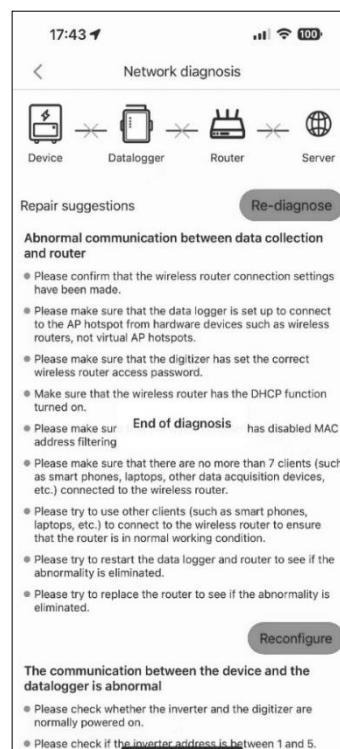 17:43
100
Network diagnosis
Device Datalogger Router Server
Repair suggestions Re-diagnose
Abnormal communication between data collection
and router
Please confirm that the wireless router connection settings
have been made.
Please make sure that the data logger is set up to connect
to the AP hotspot from hardware devices such as wireless
routers, not virtual AP hotspots.
Please make sure that the digitizer has set the correct
wireless router access password.
Make sure that the wireless router has the DHCP function
turned on.
Please make sur End of diagnosis has disabled MAC
address filtering
Please make sure that there are no more than 7 clients (such
as smart phones, laptops, other data acquisition devices,
etc.) connected to the wireless router.
Please try to use other clients (such as smart phones,
laptops, etc.) to connect to the wireless router to ensure
that the router is in normal working condition.
Please try to restart the data logger and router to see if the
abnormality is eliminated.
Please try to replace the router to see if the abnormality is
eliminated.
Reconfigure
The communication between the device and the
datalogger is abnormal
Please check whether the inverter and the digitizer are
normally powered on.
Please check if the inverter address is between 1 and 5.